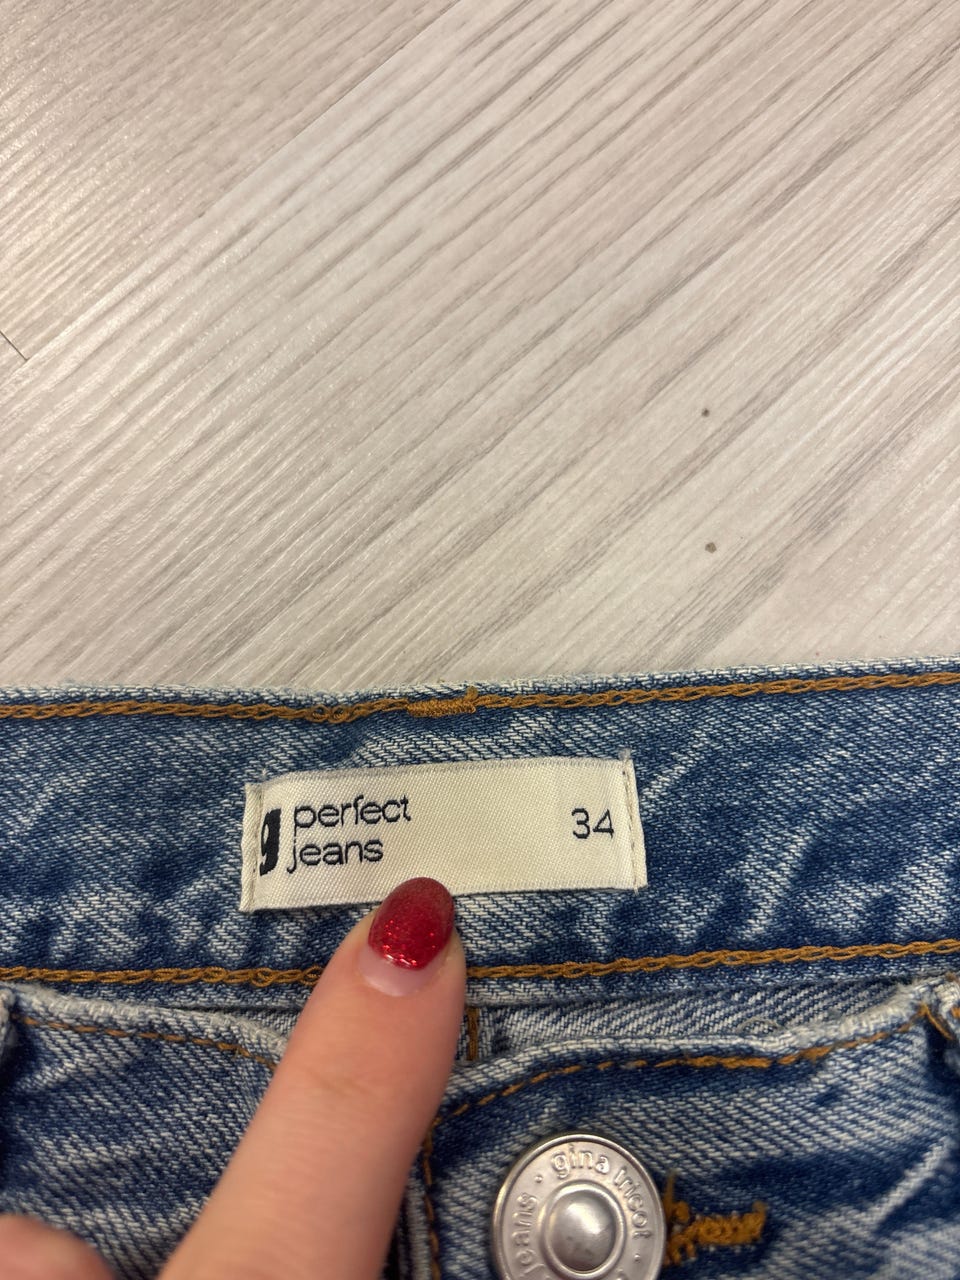 g perfect
jeans
34
gina tricot
jeans